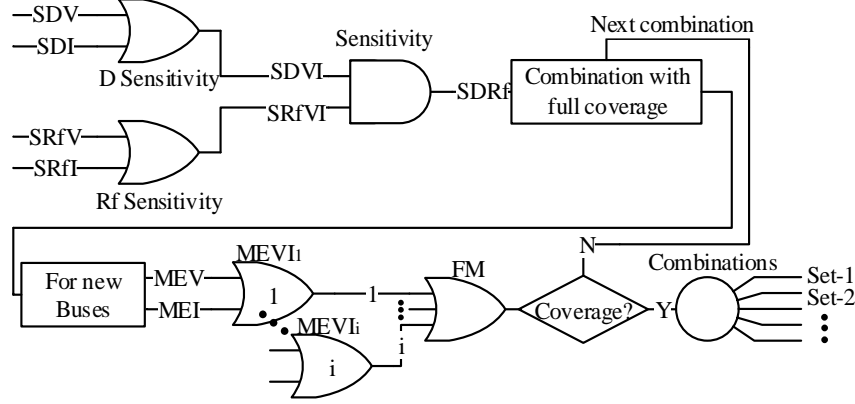 Next combination
SDV
SDI
D Sensitivity
Sensitivity
SDVI
SRfVI
SDRf
Combination with
full coverage
SRfV
SRfI
Rf Sensitivity
For new
Buses
MEV
MEI
MEVI1
1
MEVIi
i
1
i
FM
N
Coverage?
Y
Combinations
Set-1
Set-2